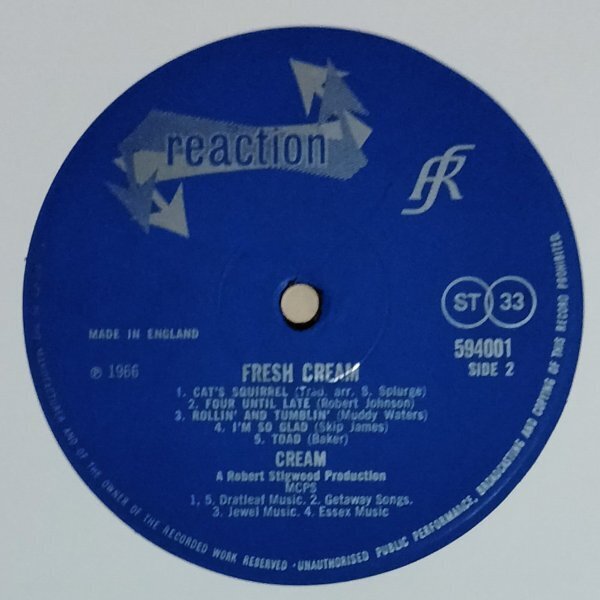 reaction
R
ST 33
MADE IN ENGLAND
594001
SIDE 2
℗ 1966
FRESH CREAM
1. CAT'S SQUIRREL (Trad. arr. S. Splurge)
2. FOUR UNTIL LATE (Robert Johnson)
3. ROLLIN' AND TUMBLIN' (Muddy Waters)
4. I'M SO GLAD (Skip James)
5. TOAD (Baker)
CREAM
A Robert Stigwood Production
MCPS
1, 5. Dratleaf Music. 2. Getaway Songs.
3. Jewel Music. 4. Essex Music
MANUFACTURER AND OF THE OWNER OF THE RECORDED WORK RESERVED · UNAUTHORISED PUBLIC PERFORMANCE, BROADCASTING AND COPYING OF THIS RECORD PROHIBITED.